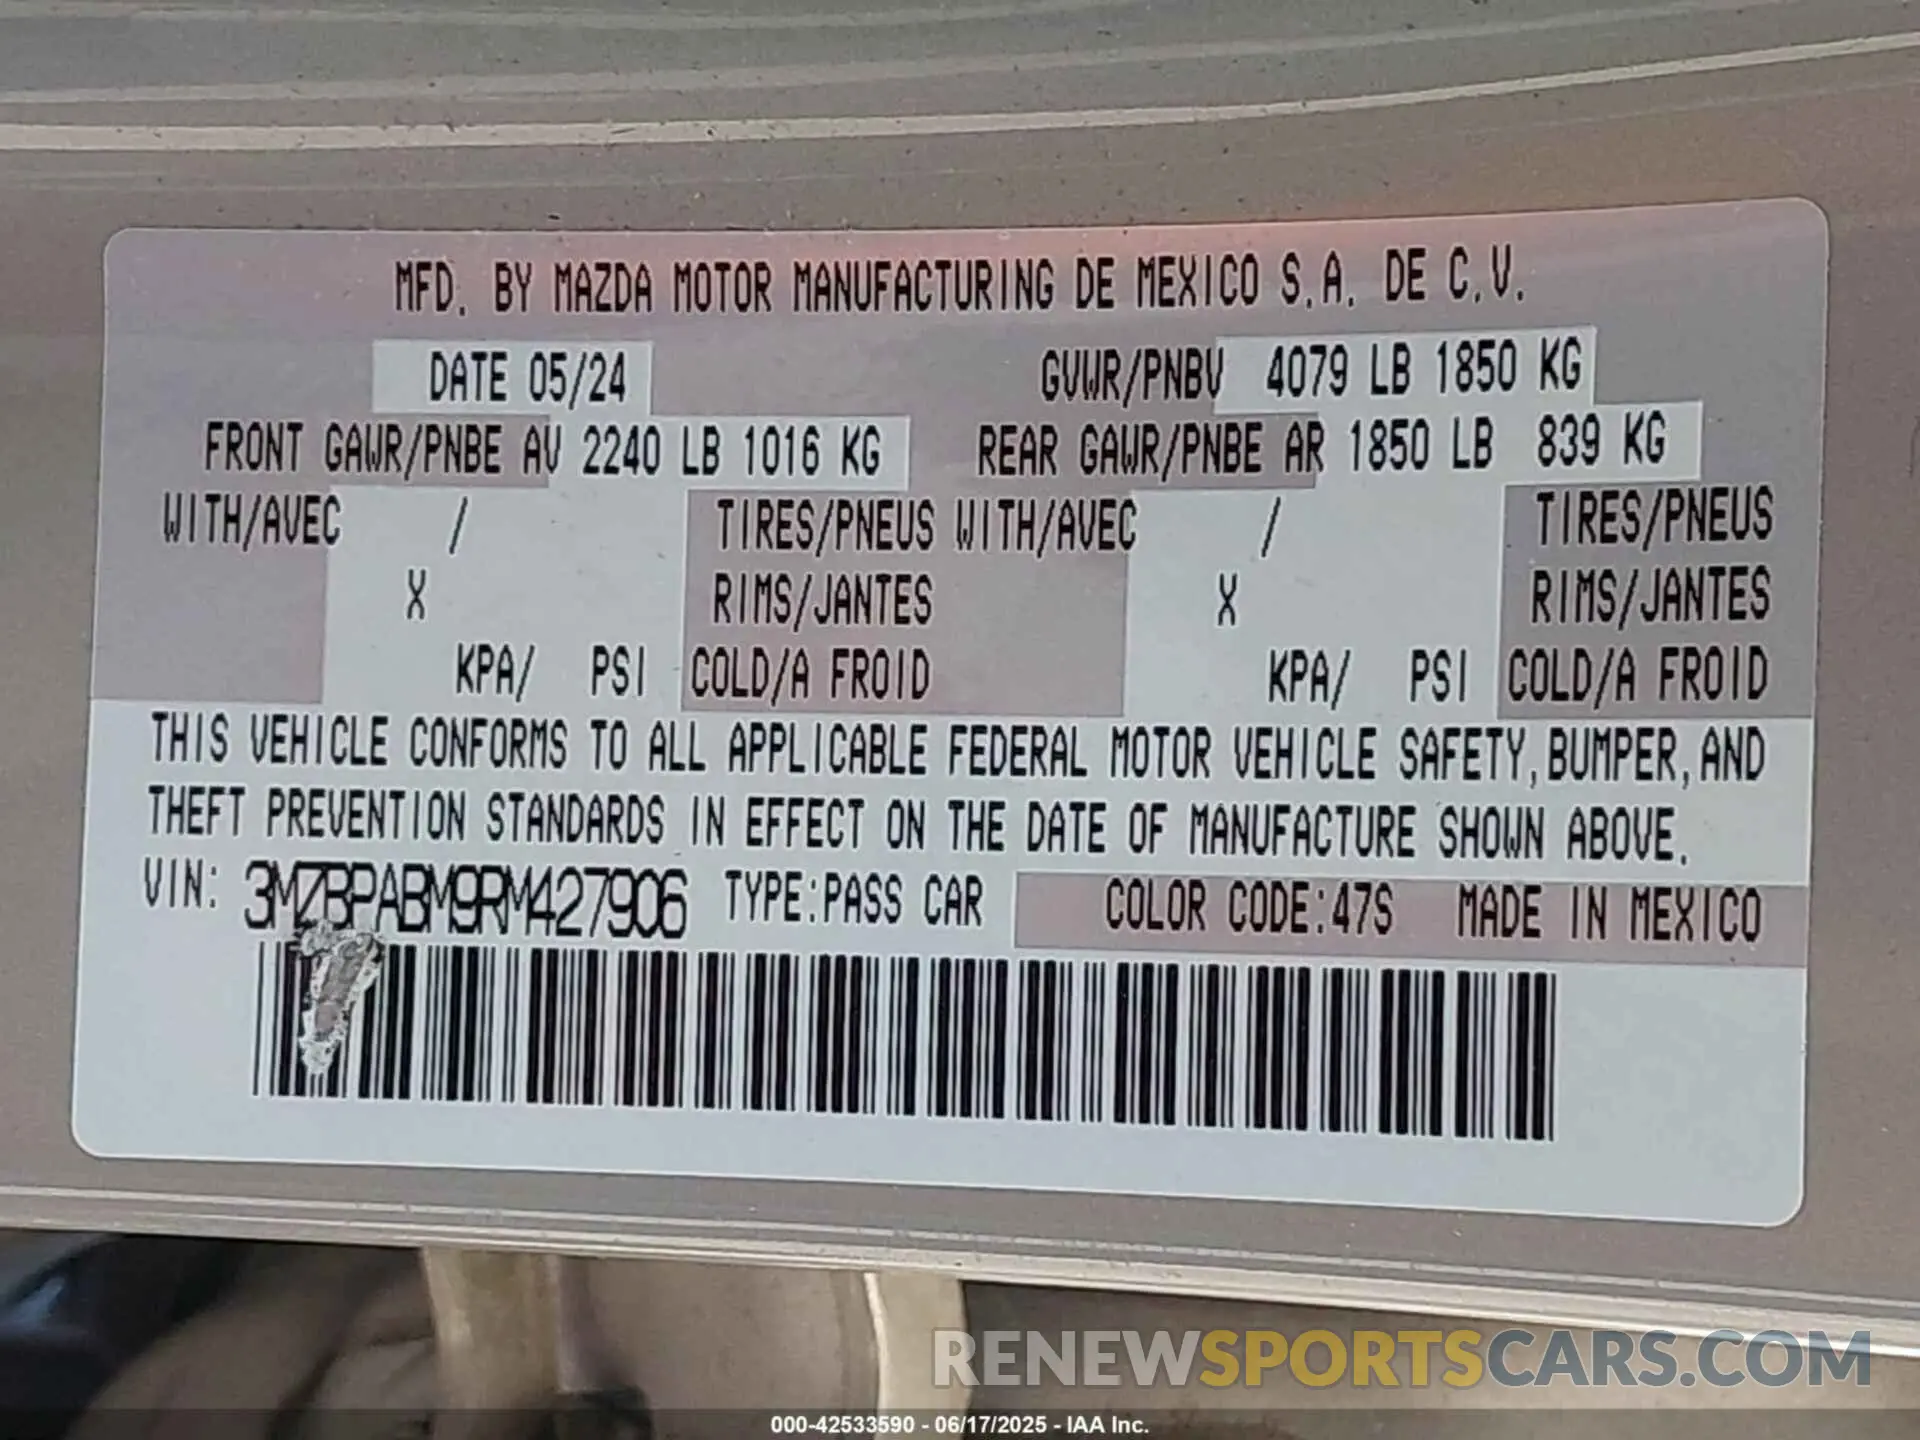 MFD. BY MAZDA MOTOR MANUFACTURING DE MEXICO S.A. DE C.V.
DATE 05/24 GVWR/PNBV 4079 LB 1850 KG
FRONT GAWR/PNBE AV 2240 LB 1016 KG REAR GAWR/PNBE AR 1850 LB 839 KG
WITH/AVEC / TIRES/PNEUS WITH/AVEC / TIRES/PNEUS
X RIMS/JANTES X RIMS/JANTES
KPA/ PSI COLD/A FROID KPA/ PSI COLD/A FROID
THIS VEHICLE CONFORMS TO ALL APPLICABLE FEDERAL MOTOR VEHICLE SAFETY, BUMPER, AND
THEFT PREVENTION STANDARDS IN EFFECT ON THE DATE OF MANUFACTURE SHOWN ABOVE.
VIN: 3MZBPABM9RM427906 TYPE:PASS CAR COLOR CODE:47S MADE IN MEXICO
RENEWSPORTSCARS.COM
000-42533590 - 06/17/2025 - IAA Inc.